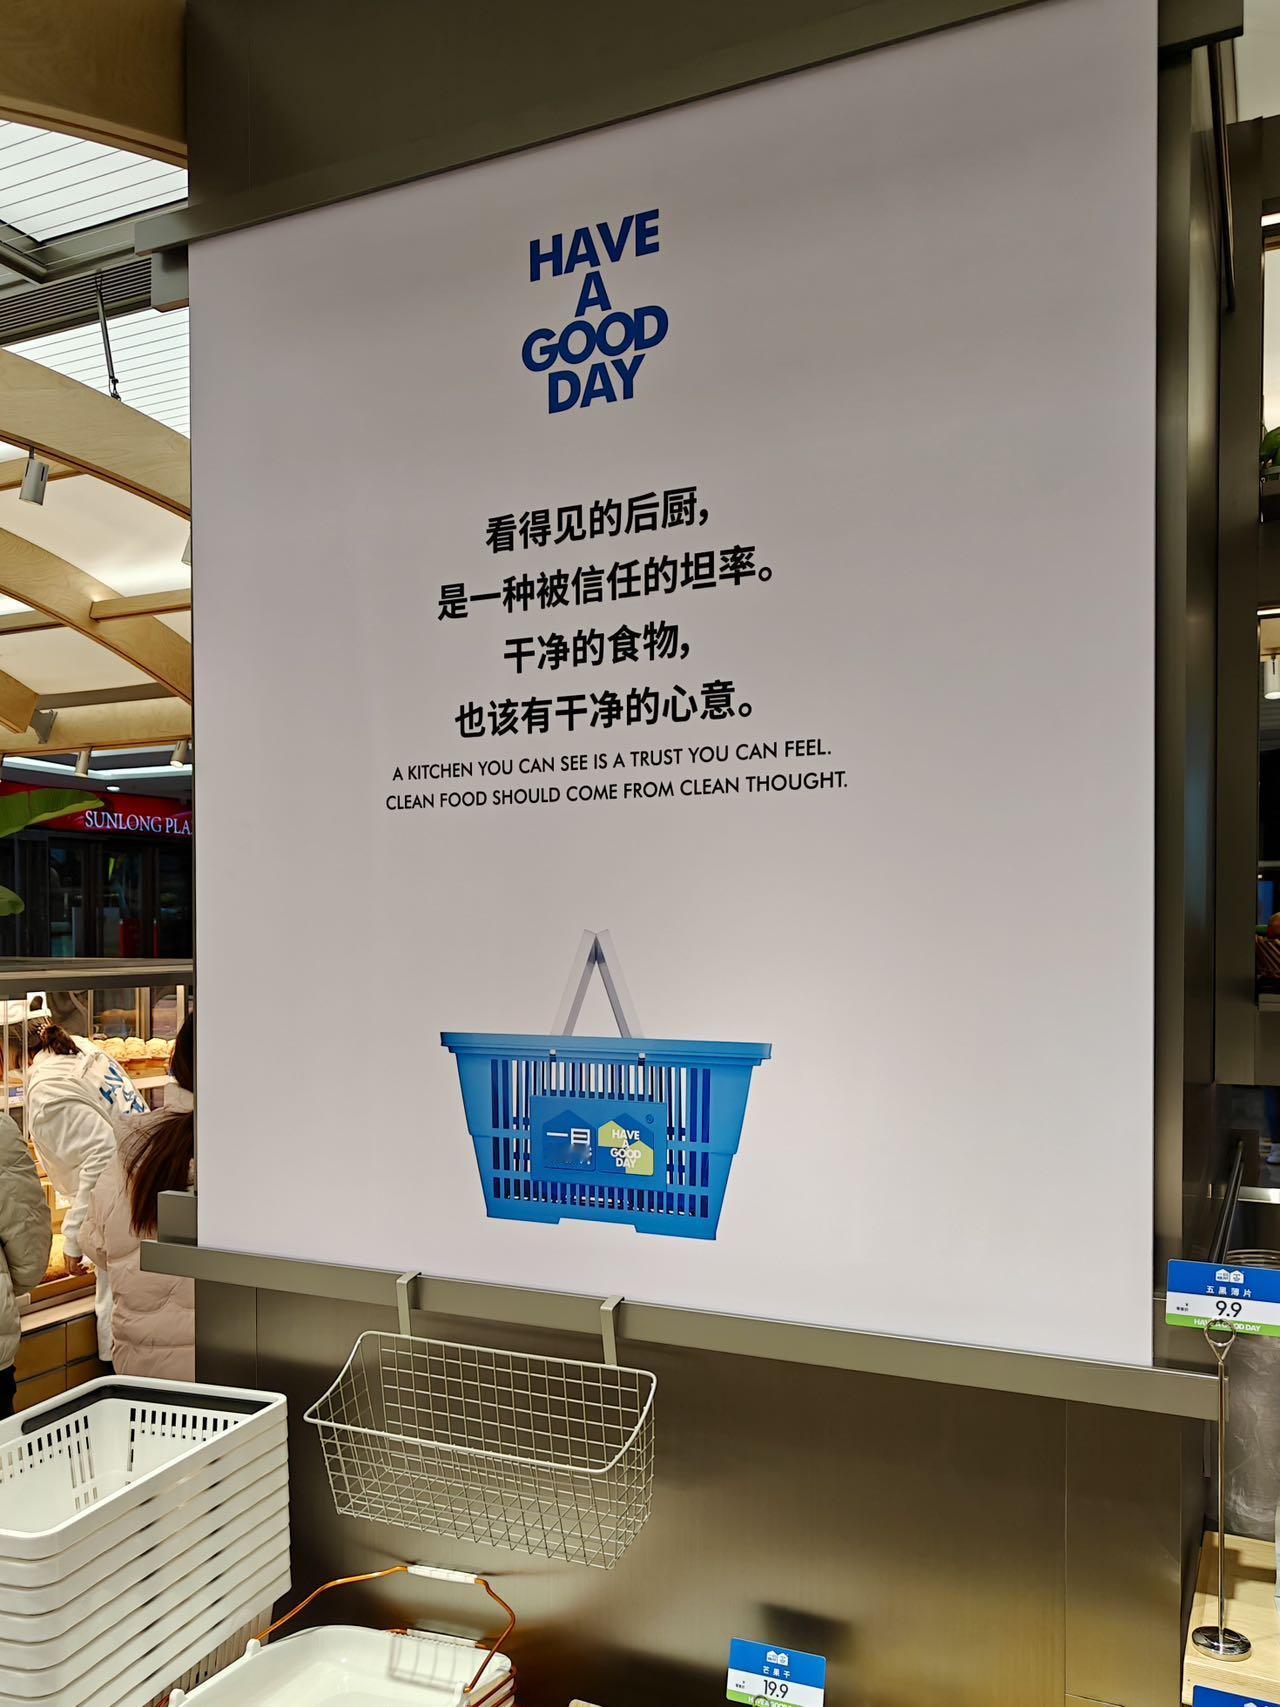 HAVE
A
GOOD
DAY
看得见的后厨,
是一种被信任的坦率。
干净的食物,
也该有干净的心意。
A KITCHEN YOU CAN SEE IS A TRUST YOU CAN FEEL.
CLEAN FOOD SHOULD COME FROM CLEAN THOUGHT.
SUNLONG PLA
HAVE
A
GOOD
DAY
五黑薄片
9.9
HAVE A GOOD DAY
芒果干
19.9